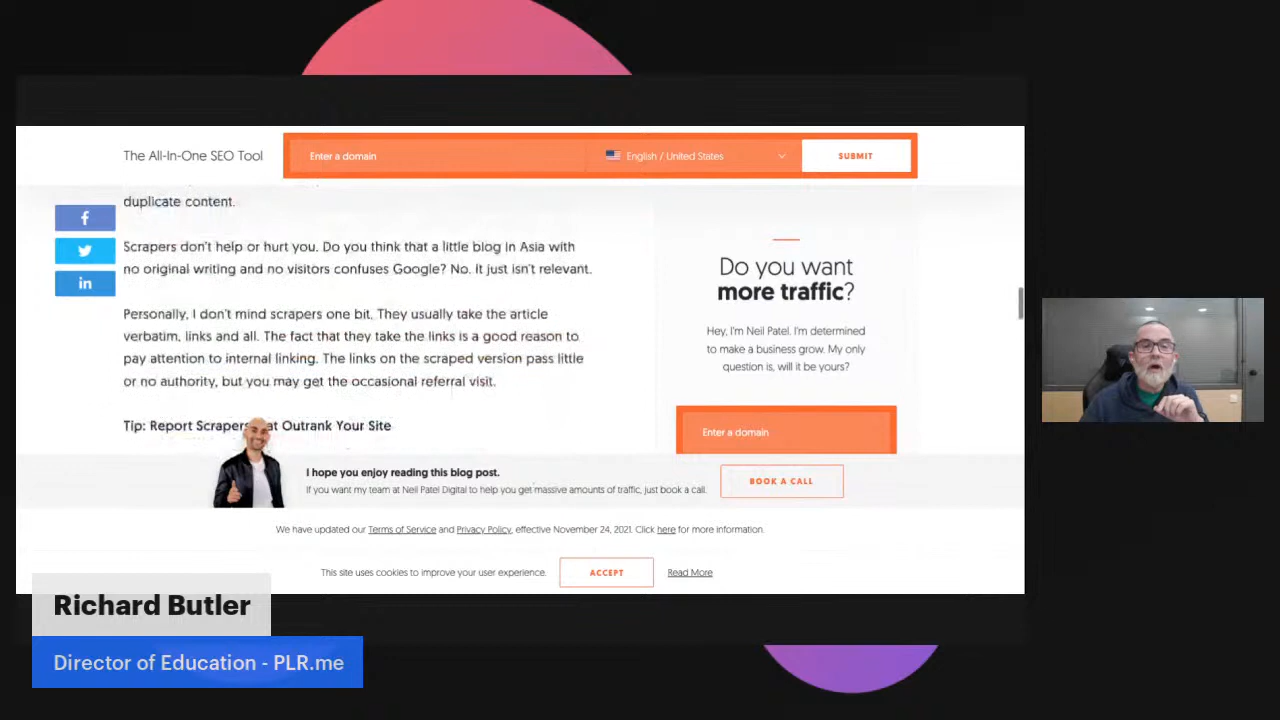 The All-In-One SEO Tool
Enter a domain
English / United States
SUBMIT
duplicate content.
Scrapers don't help or hurt you. Do you think that a little blog in Asia with
no original writing and no visitors confuses Google? No. It just isn't relevant.
Personally, I don't mind scrapers one bit. They usually take the article
verbatim, links and all. The fact that they take the links is a good reason to
pay attention to internal linking. The links on the scraped version pass little
or no authority, but you may get the occasional referral visit.
Tip: Report Scrapers at Outrank Your Site
f
in
Do you want
more traffic?
Hey, I'm Neil Patel. I'm determined
to make a business grow. My only
question is, will it be yours?
Enter a domain
I hope you enjoy reading this blog post.
If you want my team at Neil Patel Digital to help you get massive amounts of traffic, just book a call.
BOOK A CALL
We have updated our Terms of Service and Privacy Policy, effective November 24, 2021. Click here for more information.
This site uses cookies to improve your user experience.
ACCEPT
Read More
Richard Butler
Director of Education - PLR.me